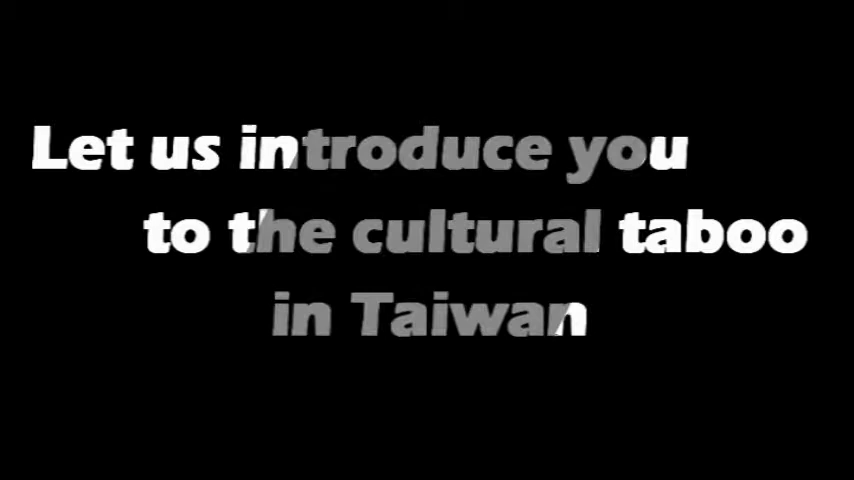 Let us introduce you
to the cultural taboo
in Taiwan